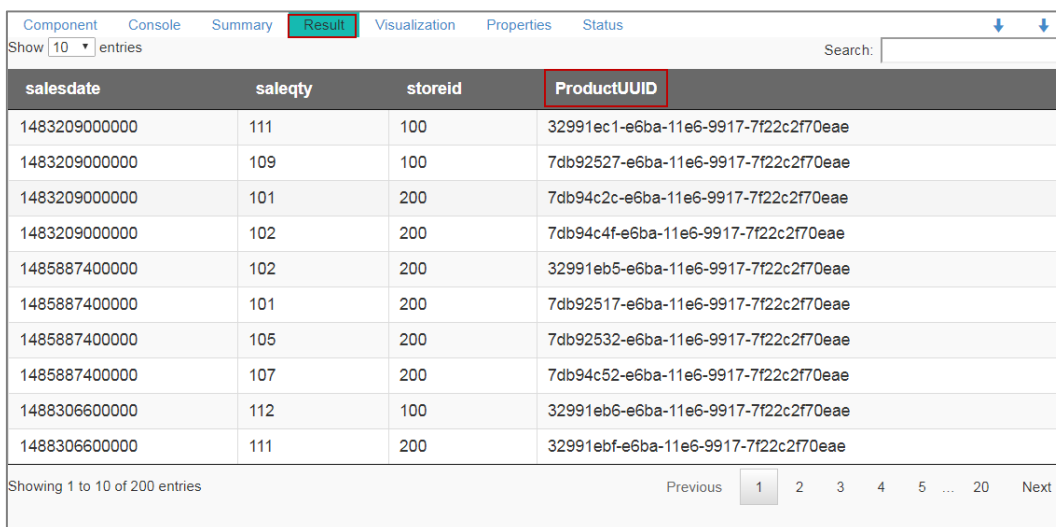 Component Console Summary Result Visualization Properties Status
Show 10 entries Search:
salesdate saleqty storeid ProductUUID
1483209000000 111 100 32991ec1-e6ba-11e6-9917-7f22c2f70eae
1483209000000 109 100 7db92527-e6ba-11e6-9917-7f22c2f70eae
1483209000000 101 200 7db94c2c-e6ba-11e6-9917-7f22c2f70eae
1483209000000 102 200 7db94c4f-e6ba-11e6-9917-7f22c2f70eae
1485887400000 102 200 32991eb5-e6ba-11e6-9917-7f22c2f70eae
1485887400000 101 200 7db92517-e6ba-11e6-9917-7f22c2f70eae
1485887400000 105 200 7db92532-e6ba-11e6-9917-7f22c2f70eae
1485887400000 107 200 7db94c52-e6ba-11e6-9917-7f22c2f70eae
1488306600000 112 100 32991eb6-e6ba-11e6-9917-7f22c2f70eae
1488306600000 111 200 32991ebf-e6ba-11e6-9917-7f22c2f70eae
Showing 1 to 10 of 200 entries Previous 1 2 3 4 5 ... 20 Next